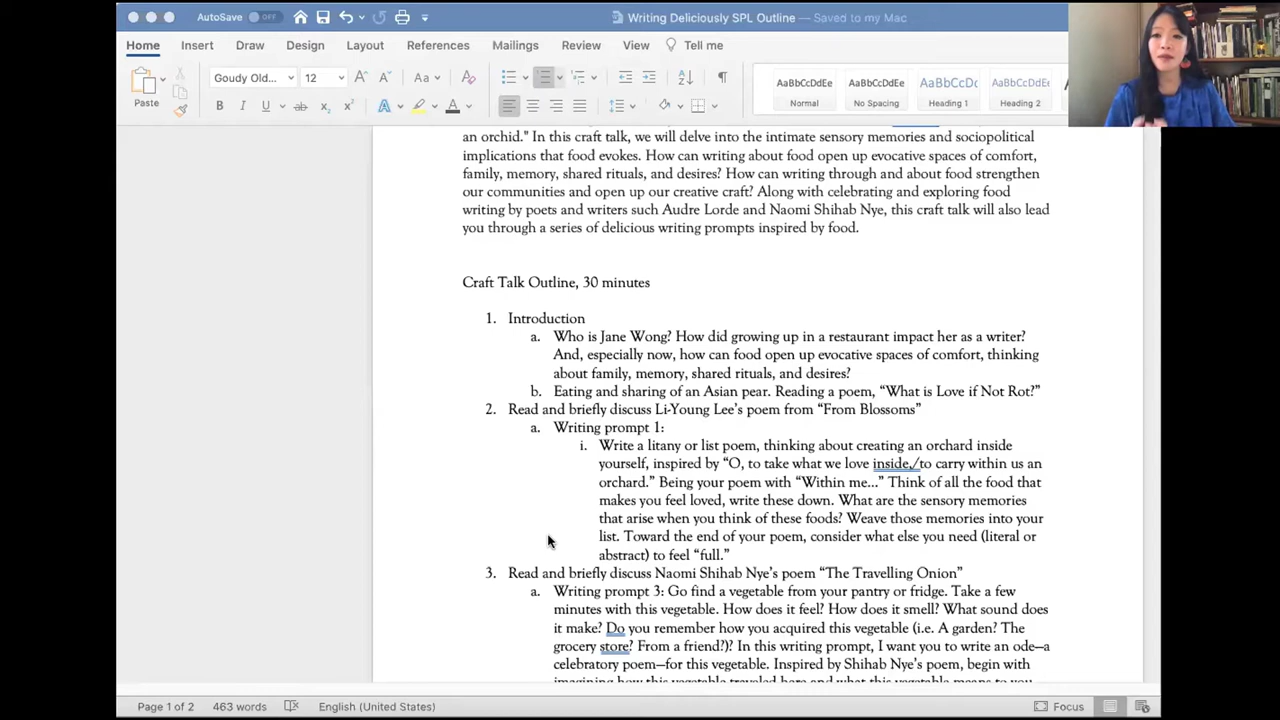 AutoSave OFF
Writing Deliciously SPL Outline — Saved to my Mac
Home Insert Draw Design Layout References Mailings Review View Tell me
Paste
Goudy Old... 12
AaBbCcDdEe AaBbCcDdEe AaBbCcDc AaBbCcDdEe
Normal No Spacing Heading 1 Heading 2
an orchid." In this craft talk, we will delve into the intimate sensory memories and sociopolitical
implications that food evokes. How can writing about food open up evocative spaces of comfort,
family, memory, shared rituals, and desires? How can writing through and about food strengthen
our communities and open up our creative craft? Along with celebrating and exploring food
writing by poets and writers such Audre Lorde and Naomi Shihab Nye, this craft talk will also lead
you through a series of delicious writing prompts inspired by food.
Craft Talk Outline, 30 minutes
1. Introduction
a. Who is Jane Wong? How did growing up in a restaurant impact her as a writer?
And, especially now, how can food open up evocative spaces of comfort, thinking
about family, memory, shared rituals, and desires?
b. Eating and sharing of an Asian pear. Reading a poem, “What is Love if Not Rot?”
2. Read and briefly discuss Li-Young Lee’s poem from “From Blossoms”
a. Writing prompt 1:
i. Write a litany or list poem, thinking about creating an orchard inside
yourself, inspired by “O, to take what we love inside,/to carry within us an
orchard.” Being your poem with “Within me...” Think of all the food that
makes you feel loved, write these down. What are the sensory memories
that arise when you think of these foods? Weave those memories into your
list. Toward the end of your poem, consider what else you need (literal or
abstract) to feel “full.”
3. Read and briefly discuss Naomi Shihab Nye’s poem “The Travelling Onion”
a. Writing prompt 3: Go find a vegetable from your pantry or fridge. Take a few
minutes with this vegetable. How does it feel? How does it smell? What sound does
it make? Do you remember how you acquired this vegetable (i.e. A garden? The
grocery store? From a friend?)? In this writing prompt, I want you to write an ode—a
celebratory poem—for this vegetable. Inspired by Shihab Nye’s poem, begin with
imagining how this vegetable traveled here and what this vegetable means to you
Page 1 of 2 463 words English (United States) Focus